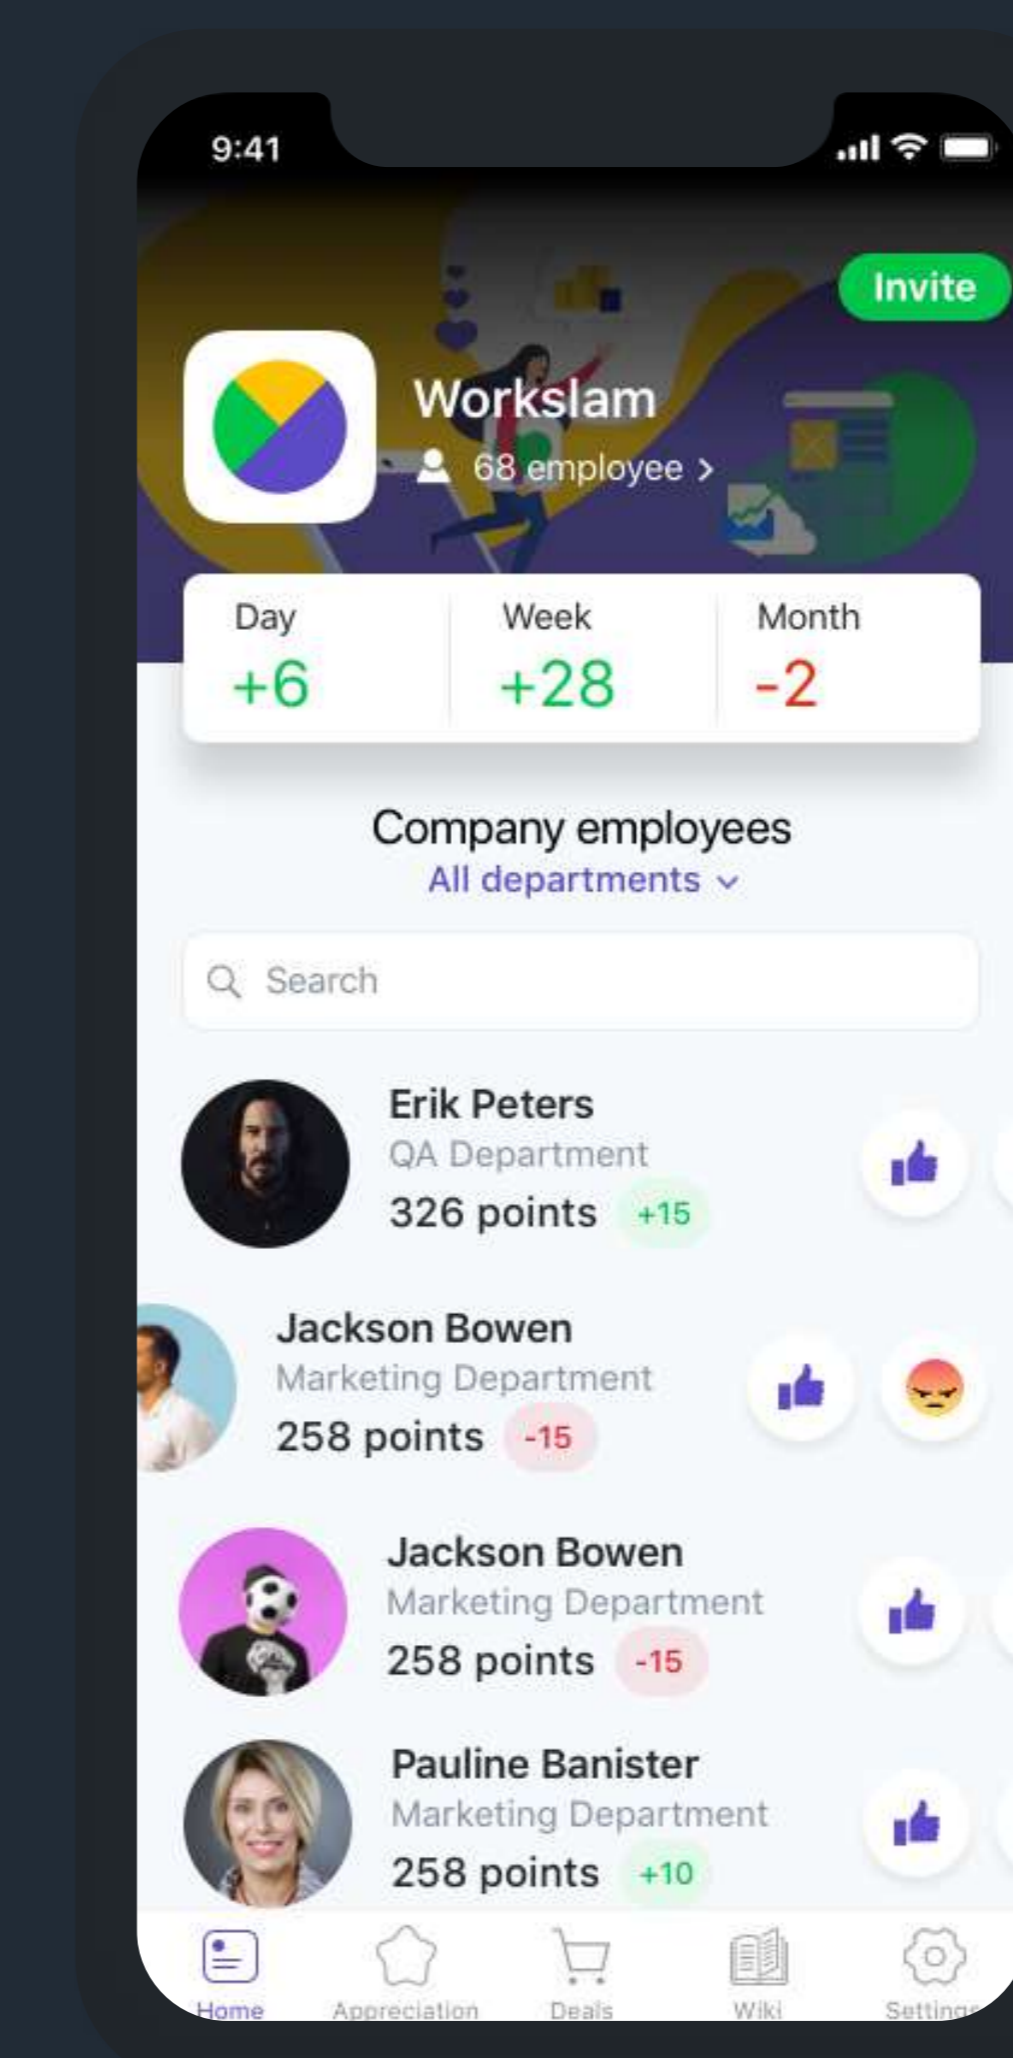 9:41
Invite
Workslam
68 employee >
Day Week Month
+6 +28 -2
Company employees
All departments
Search
Erik Peters
QA Department
326 points +15
Jackson Bowen
Marketing Department
258 points -15
Jackson Bowen
Marketing Department
258 points -15
Pauline Banister
Marketing Department
258 points +10
Home Appreciation Deals Wiki Settings